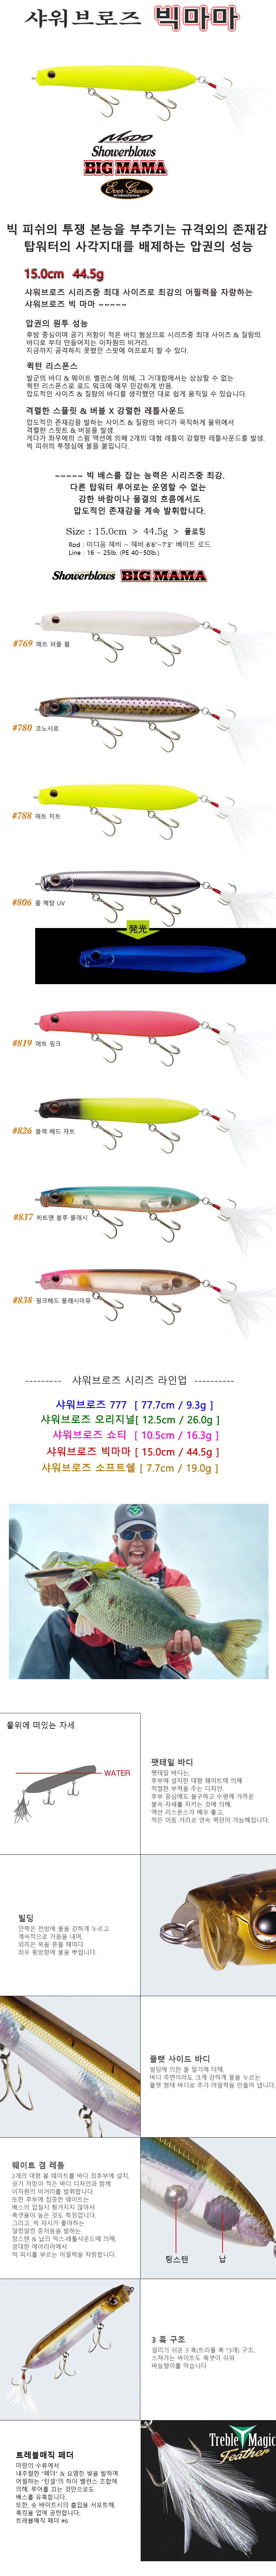 샤워브로즈 빅마마
MODO
Showerblows
BIG MAMA
Ever Green
INTERNATIONAL
빅 피쉬의 투쟁 본능을 부추기는 규격외의 존재감
탑워터의 사각지대를 배제하는 압권의 성능
15.0cm 44.5g
샤워브로즈 시리즈중 최대 사이즈로 최강의 어필력을 자랑하는
샤워브로즈 빅 마마 ~~~~~
압권의 원투 성능
후방 중심이며 공기 저항이 적은 바디 형상으로 시리즈중 최대 사이즈 & 질량의
바디로 부터 만들어지는 이차원의 비거리.
지금까지 공격하지 못했던 스팟에 어프로치 할 수 있다.
퀵턴 리스폰스
발군의 바디 & 웨이트 밸런스에 의해, 그 거대함에서는 상상할 수 없는
퀵턴 리스폰스로 로드 워크에 매우 민감하게 반응,
압도적인 사이즈 & 질량의 바디를 생각했던 대로 쉽게 움직일 수 있습니다.
격렬한 스플릿 & 버블 X 강렬한 레틀사운드
압도적인 존재감을 발하는 사이즈 & 질량의 바디가 묵직하게 물위에서
격렬한 스핏트 & 버블을 발생.
게다가 좌우에의 스윙 액션에 의해 2개의 대형 레틀이 강렬한 레틀사운드를 발생.
빅 피쉬의 투쟁심에 불을 붙입니다.
~~~~~ 빅 배스를 잡는 능력은 시리즈중 최강.
다른 탑워터 루어로는 운영할 수 없는
강한 바람이나 물결의 흐름에서도
압도적인 존재감을 계속 발휘합니다.
Size : 15.0cm > 44.5g > 플로팅
Rod : 미디움 헤비 ~ 헤비 6'6"~7'3" 베이트 로드
Line : 16 ~ 25lb. (PE 40~50lb.)
Showerblows BIG MAMA
#769 매트 퍼플 펄
#780 코노시로
#788 매트 차트
#806 풀 메탈 UV
発光
#819 매트 핑크
#826 블랙 헤드 차트
#837 히트맨 블루 플래시
#838 핑크헤드 플래시아유
--------- 샤워브로즈 시리즈 라인업 ----------
샤워브로즈 777 [ 77.7cm / 9.3g ]
샤워브로즈 오리지널[ 12.5cm / 26.0g ]
샤워브로즈 쇼티 [ 10.5cm / 16.3g ]
샤워브로즈 빅마마 [ 15.0cm / 44.5g ]
샤워브로즈 소프트쉘 [ 7.7cm / 19.0g ]
물위에 떠있는 자세
WATER
팻테일 바디
팻테일 바디는,
후부에 설치한 대형 웨이트에 의해
적절한 부력을 주는 디자인.
후부 중심에도 불구하고 수평에 가까운
물속 자세를 지키는 것에 의해,
액션 리스폰스가 매우 좋고,
적은 이동 거리로 연속 퀵턴이 가능해집니다.
빌딩
안쪽은 전방에 물을 강하게 누르고
계속적으로 거품을 내며,
외측은 목을 흔들 때마다
좌우 횡방향에 물을 뿌립니다.
플랫 사이드 바디
빌딩에 의한 물 밀기에 더해,
바디 측면이라도 크게 강하게 물을 누르는
플랫 형태 바디로 추가 어필력을 만들어 냅니다.
웨이트 겸 레틀
2개의 대형 볼 웨이트를 바디 최후부에 설치,
공기 저항이 적은 바디 디자인과 함께
이차원의 비거리를 발휘합니다.
또한 후부에 집중한 웨이트는
배스의 입질시 튕겨지지 않아서
훅셋율이 높은 것도 특징입니다.
그리고, 빅 피시가 좋아하는
덜컹덜컹 중저음을 발하는
텅스텐 & 납의 믹스·레틀사운드에 의해,
광대한 에어리어에서
빅 피시를 부르는 어필력을 자랑합니다.
텅스텐 납
3 훅 구조
걸리기 쉬운 3 훅(트리플 훅 *3개) 구조.
스쳐가는 바이트도 훅셋이 쉬워
바늘털이를 막습니다
트레블매직 페더
미량의 수류에서
내추럴한 "페더" & 요염한 빛을 발하며
어필하는 "틴셀"의 하이 밸런스 조합에
의해, 루어를 끄는 것만으로도
배스를 유혹합니다.
또한, 숏 바이트시의 흡입을 서포트해,
훅킹율 업에 공헌합니다.
트레블매직 페더 #6
Treble Magic
Feather